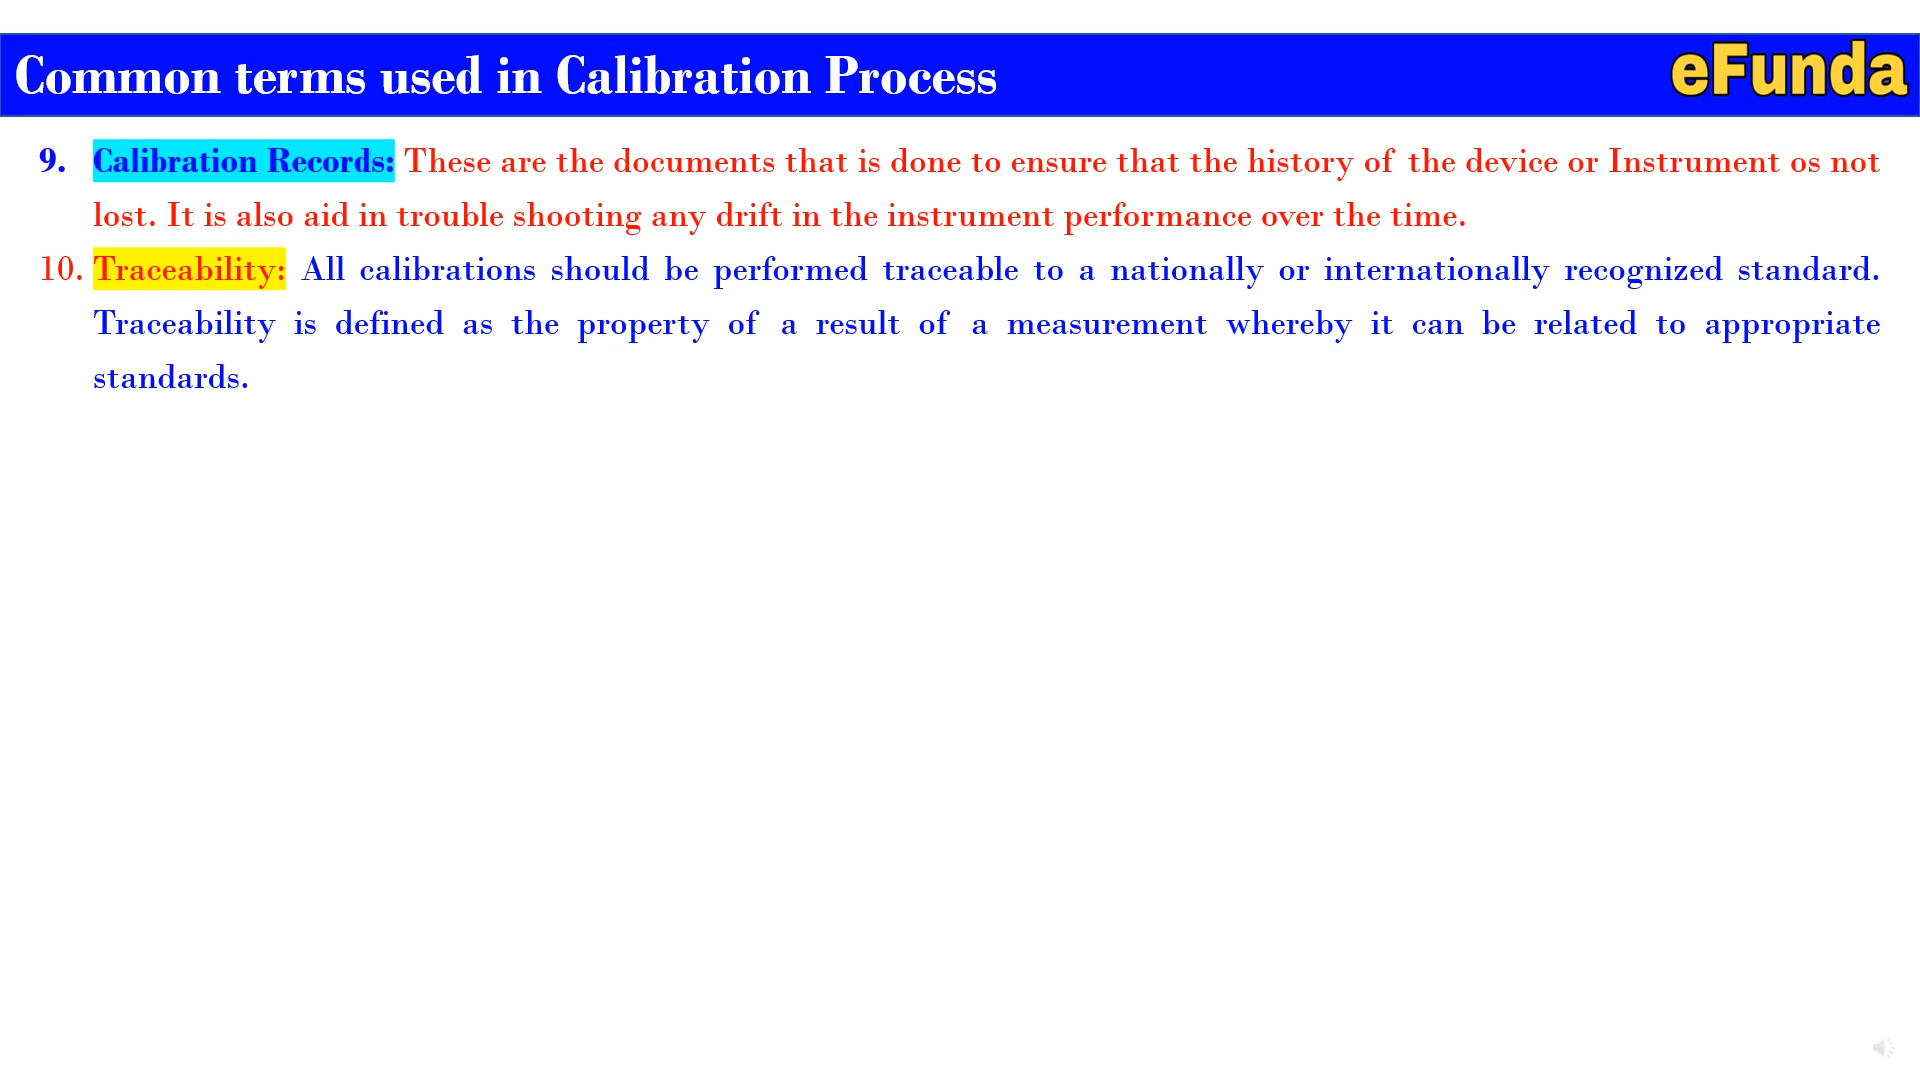 Common terms used in Calibration Process
eFunda
9. Calibration Records: These are the documents that is done to ensure that the history of the device or Instrument os not
lost. It is also aid in trouble shooting any drift in the instrument performance over the time.
10. Traceability: All calibrations should be performed traceable to a nationally or internationally recognized standard.
Traceability is defined as the property of a result of a measurement whereby it can be related to appropriate
standards.